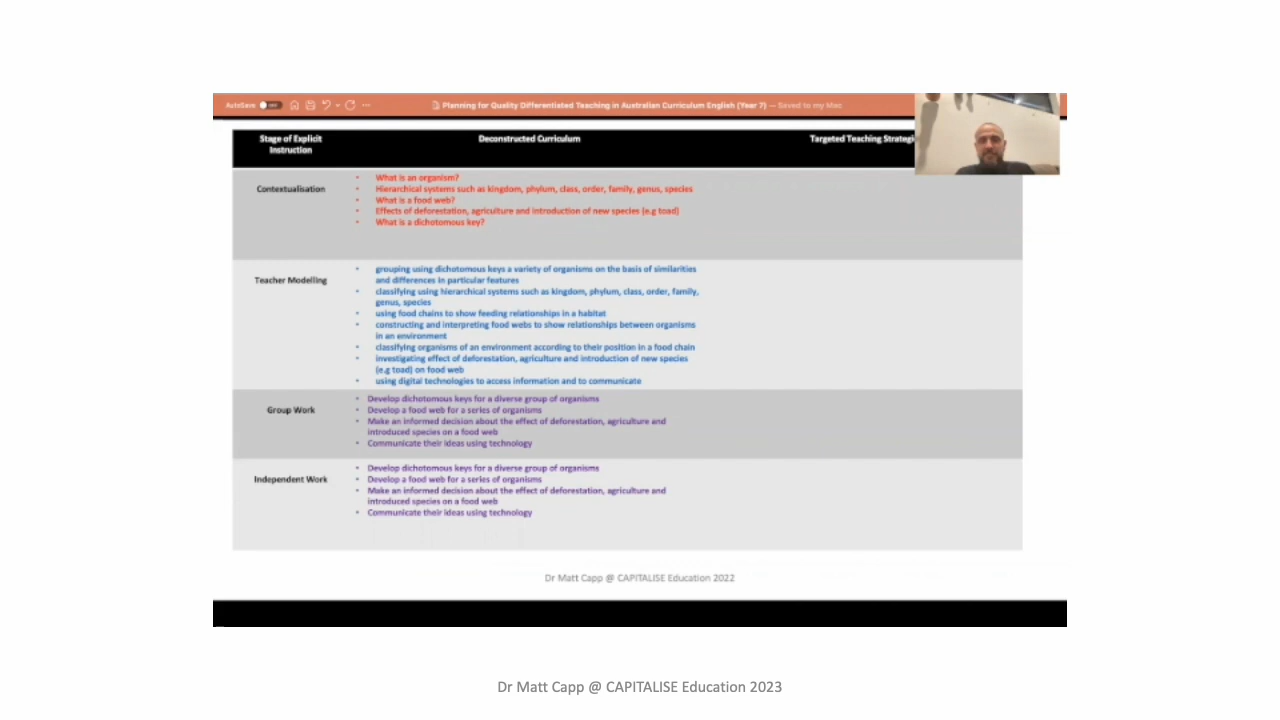 AutoSave OFF
Planning for Quality Differentiated Teaching in Australian Curriculum English (Year 7) — Saved to my Mac
Stage of Explicit
Instruction
Deconstructed Curriculum
Targeted Teaching
Contextualisation
• What is an organism?
• Hierarchical systems such as kingdom, phylum, class, order, family, genus, species
• What is a food web?
• Effects of deforestation, agriculture and introduction of new species (e.g toad)
• What is a dichotomous key?
Teacher Modelling
• grouping using dichotomous keys a variety of organisms on the basis of similarities
and differences in particular features
• classifying using hierarchical systems such as kingdom, phylum, class, order, family,
genus, species
• using food chains to show feeding relationships in a habitat
• constructing and interpreting food webs to show relationships between organisms
in an environment
• classifying organisms of an environment according to their position in a food chain
• investigating effect of deforestation, agriculture and introduction of new species
(e.g toad) on food web
• using digital technologies to access information and to communicate
Group Work
• Develop dichotomous keys for a diverse group of organisms
• Develop a food web for a series of organisms
• Make an informed decision about the effect of deforestation, agriculture and
introduced species on a food web
• Communicate their ideas using technology
Independent Work
• Develop dichotomous keys for a diverse group of organisms
• Develop a food web for a series of organisms
• Make an informed decision about the effect of deforestation, agriculture and
introduced species on a food web
• Communicate their ideas using technology
Dr Matt Capp @ CAPITALISE Education 2022
Dr Matt Capp @ CAPITALISE Education 2023